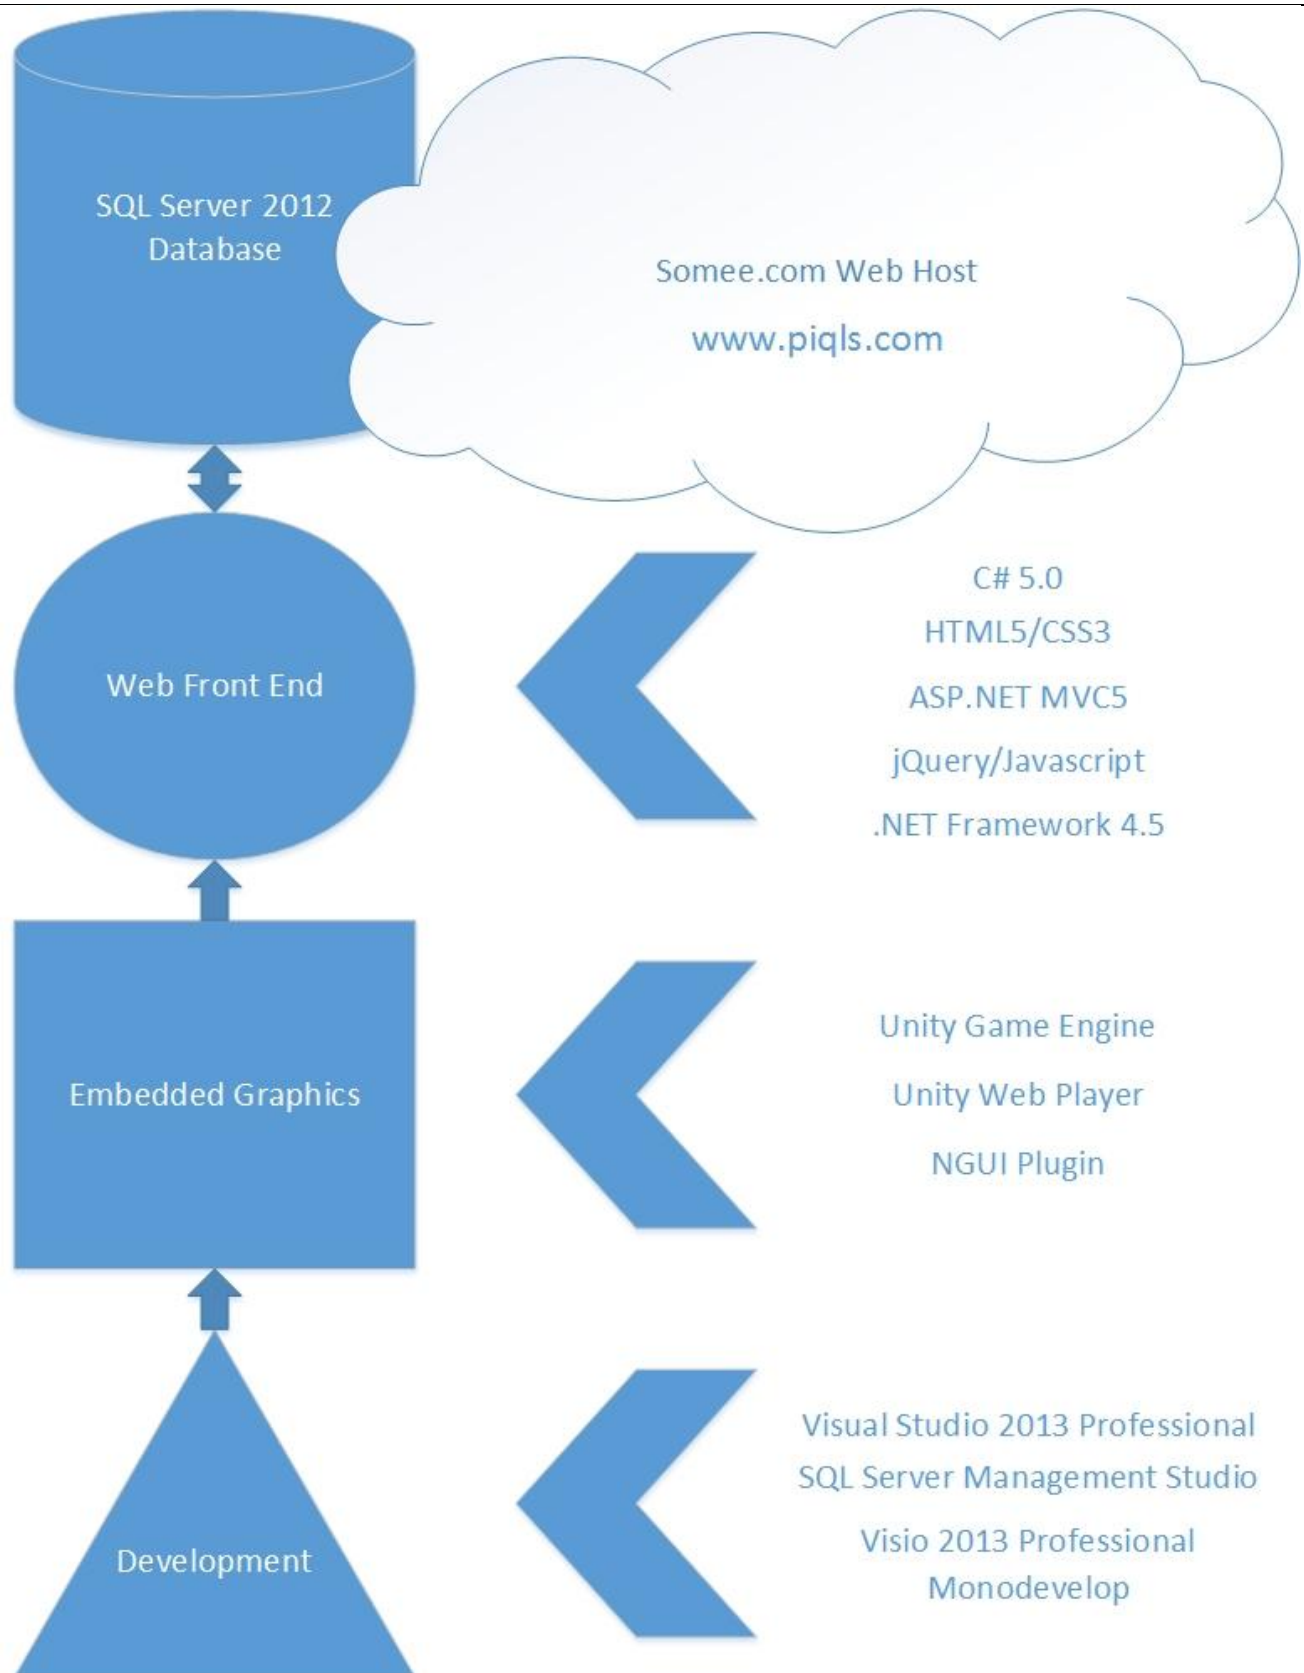 SQL Server 2012
Database
Somee.com Web Host
www.piqls.com
Web Front End
C# 5.0
HTML5/CSS3
ASP.NET MVC5
jQuery/Javascript
.NET Framework 4.5
Embedded Graphics
Unity Game Engine
Unity Web Player
NGUI Plugin
Development
Visual Studio 2013 Professional
SQL Server Management Studio
Visio 2013 Professional
Monodevelop